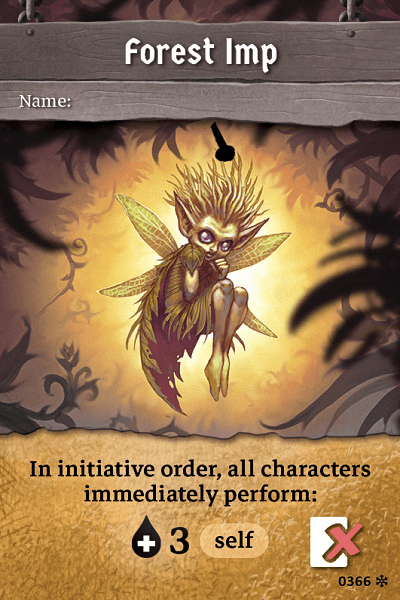 Forest Imp
Name:
In initiative order, all characters
immediately perform:
3 self
0366